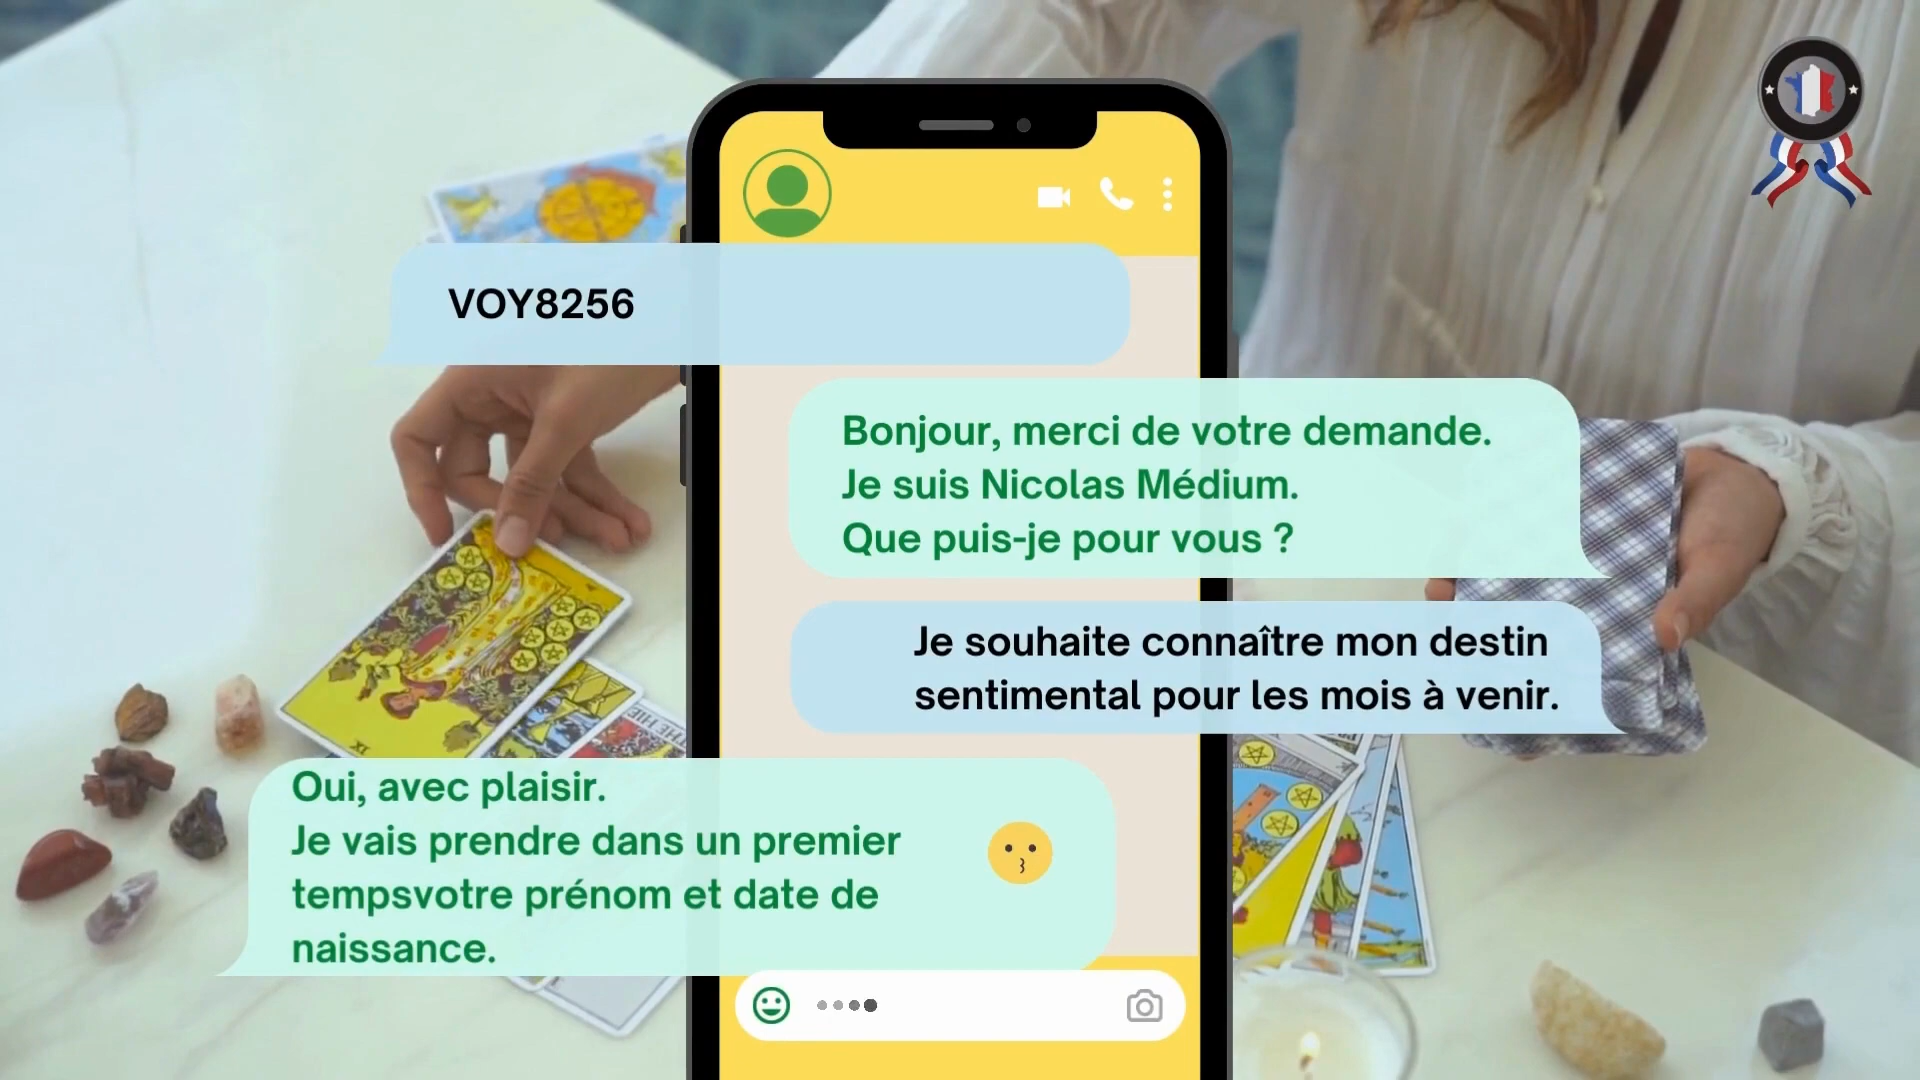 VOY8256
Bonjour, merci de votre demande.
Je suis Nicolas Médium.
Que puis-je pour vous ?
Je souhaite connaître mon destin
sentimental pour les mois à venir.
Oui, avec plaisir.
Je vais prendre dans un premier
tempsvotre prénom et date de
naissance.
IX